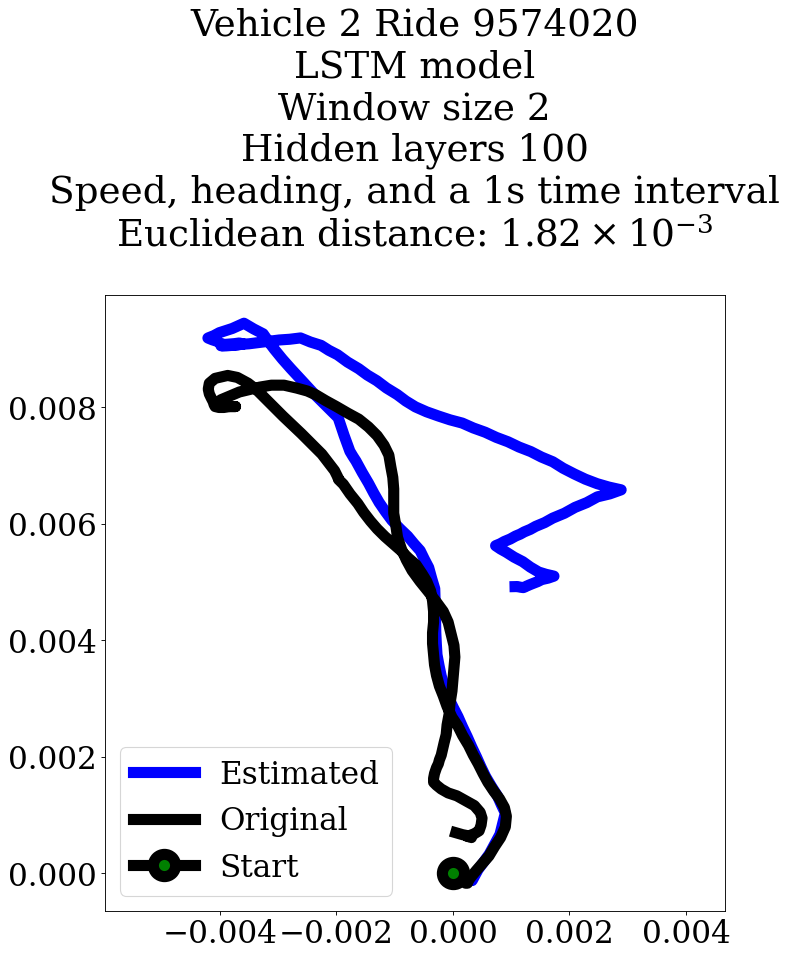 Vehicle 2 Ride 9574020
LSTM model
Window size 2
Hidden layers 100
Speed, heading, and a 1s time interval
Euclidean distance: 1.82 × 10⁻³
0.008
0.006
0.004
0.002
0.000
Estimated
Original
Start
−0.004 −0.002 0.000 0.002 0.004